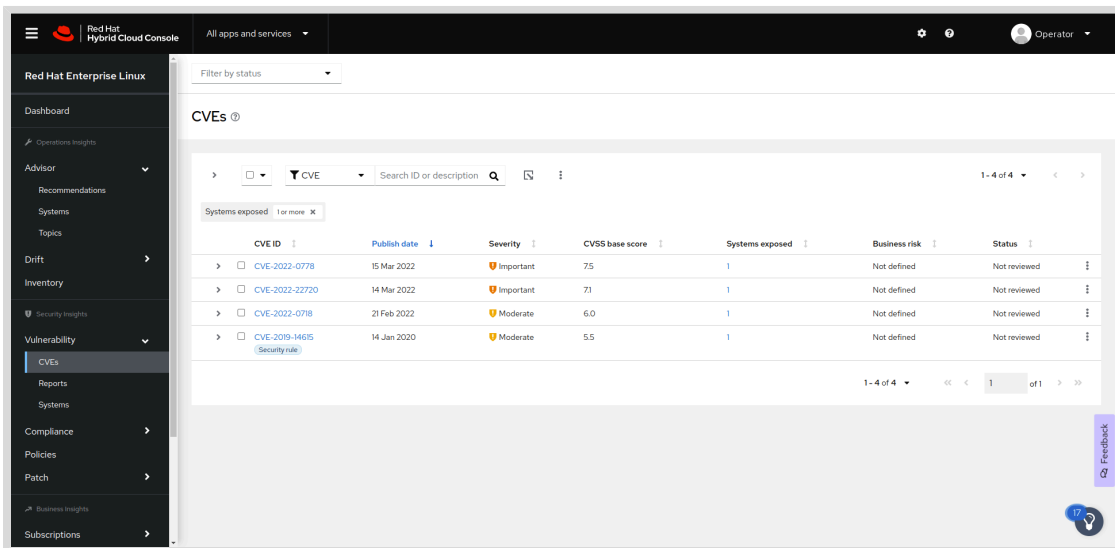 Red Hat
Hybrid Cloud Console
All apps and services
Operator
Red Hat Enterprise Linux
Dashboard
Operations Insights
Advisor
Recommendations
Systems
Topics
Drift
Inventory
Security Insights
Vulnerability
CVEs
Reports
Systems
Compliance
Policies
Patch
Business Insights
Subscriptions
Filter by status
CVEs
CVE Search ID or description 1 - 4 of 4
Systems exposed 1 or more
CVE ID Publish date Severity CVSS base score Systems exposed Business risk Status
CVE-2022-0778 15 Mar 2022 Important 7.5 1 Not defined Not reviewed
CVE-2022-22720 14 Mar 2022 Important 7.1 1 Not defined Not reviewed
CVE-2022-0718 21 Feb 2022 Moderate 6.0 1 Not defined Not reviewed
CVE-2019-14615 14 Jan 2020 Moderate 5.5 1 Not defined Not reviewed
Security rule
1 - 4 of 4 1 of 1
Feedback
17